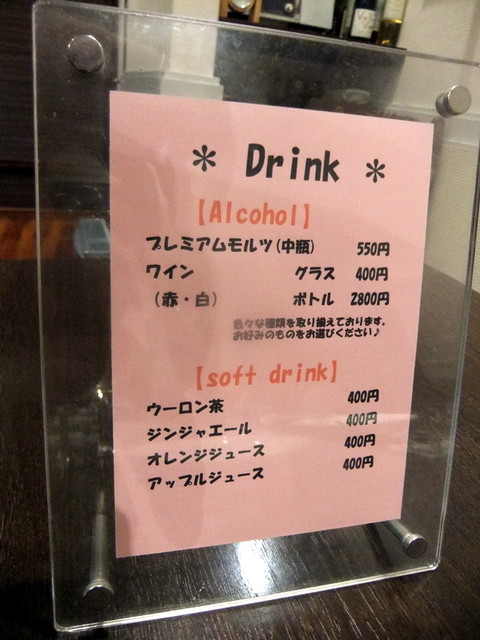 * Drink *
【Alcohol】
プレミアムモルツ(中瓶) 550円
ワイン グラス 400円
(赤・白) ボトル 2800円
色々な種類を取り揃えております。
お好みのものをお選びください♪
【soft drink】
ウーロン茶 400円
ジンジャエール 400円
オレンジジュース 400円
アップルジュース 400円